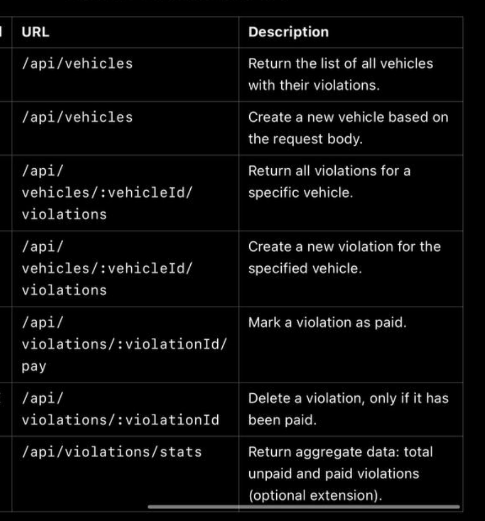 URL Description
/api/vehicles Return the list of all vehicles
with their violations.
/api/vehicles Create a new vehicle based on
the request body.
/api/ Return all violations for a
vehicles/:vehicleId/ specific vehicle.
violations
/api/ Create a new violation for the
vehicles/:vehicleId/ specified vehicle.
violations
/api/ Mark a violation as paid.
violations/:violationId/
pay
/api/ Delete a violation, only if it has
violations/:violationId been paid.
/api/violations/stats Return aggregate data: total
unpaid and paid violations
(optional extension).